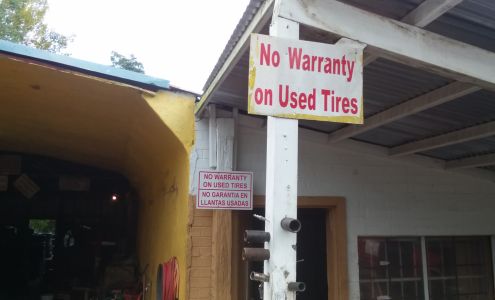 No Warranty
on Used Tires
NO WARRANTY
ON USED TIRES
NO GARANTIA EN
LLANTAS USADAS